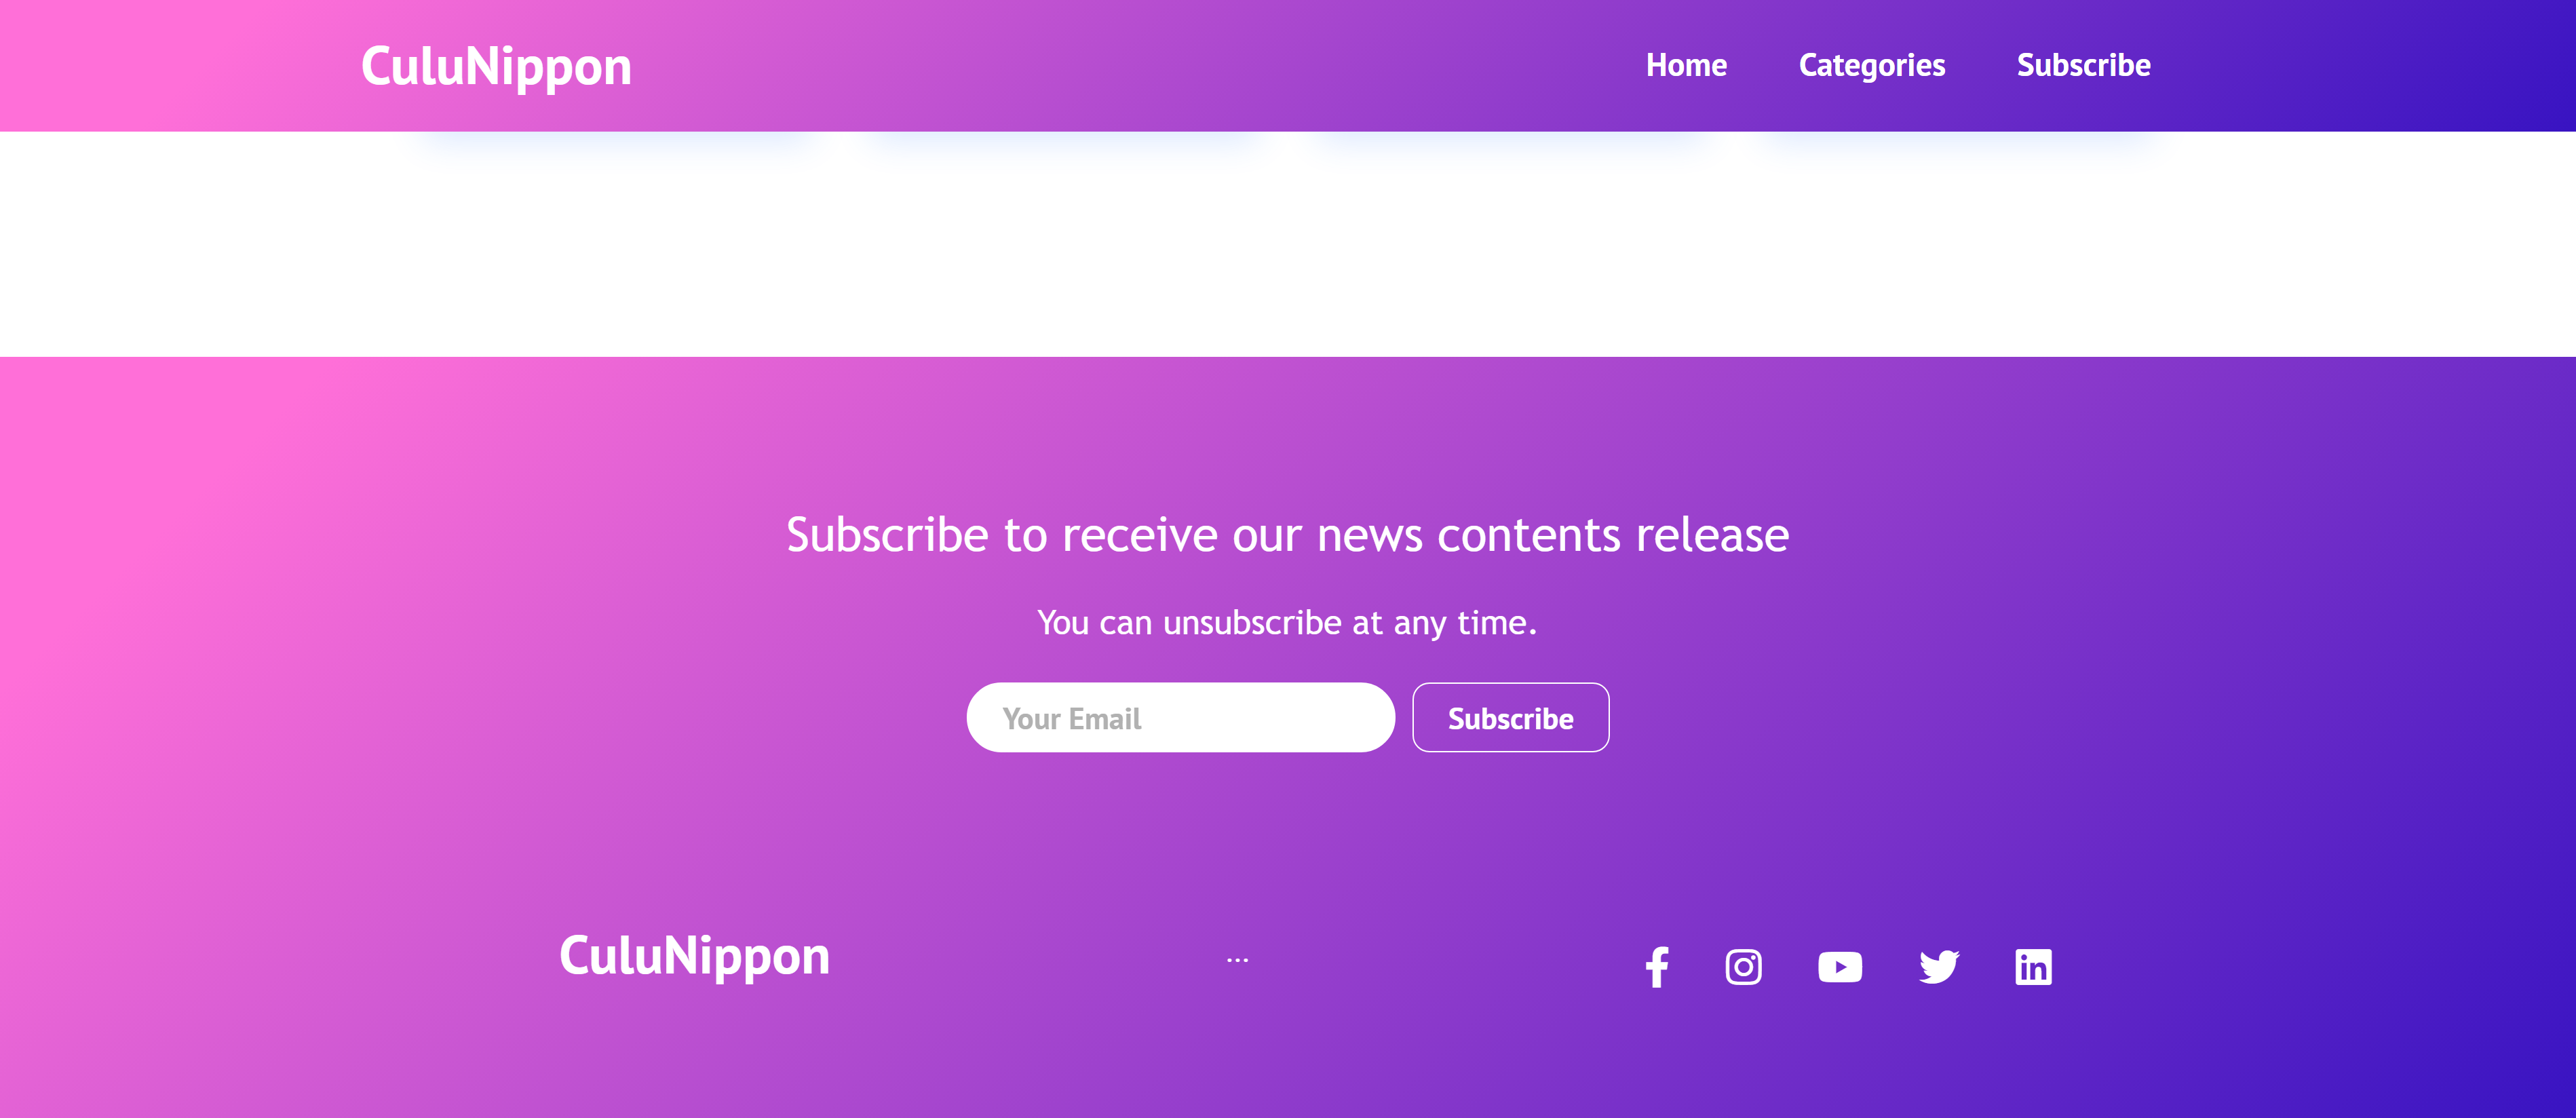 CuluNippon
Home Categories Subscribe
Subscribe to receive our news contents release
You can unsubscribe at any time.
Your Email Subscribe
CuluNippon ...